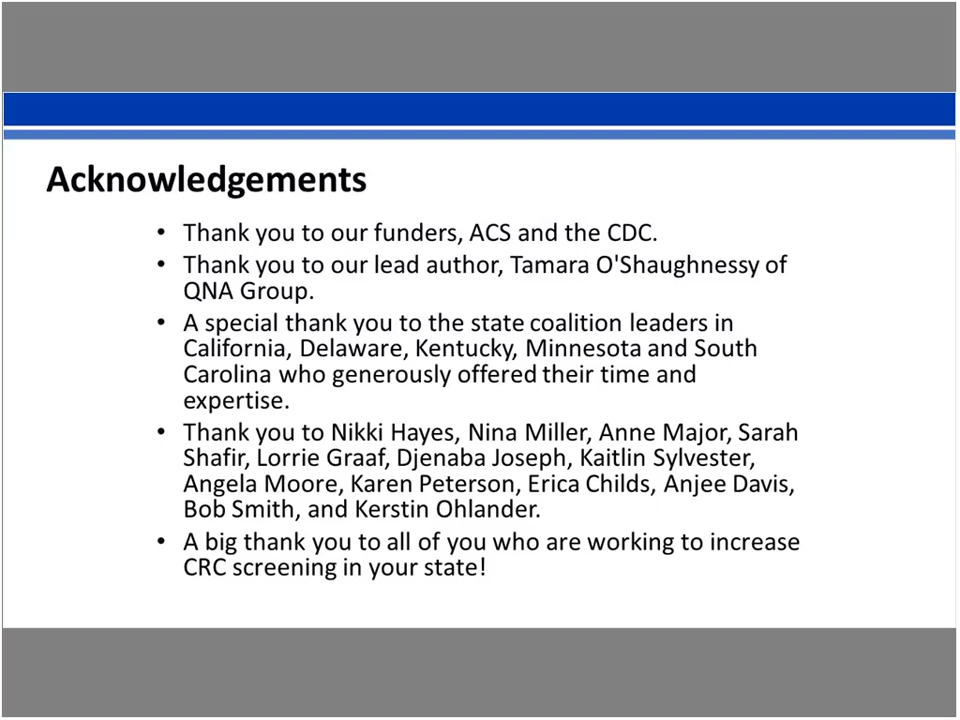 Acknowledgements
• Thank you to our funders, ACS and the CDC.
• Thank you to our lead author, Tamara O'Shaughnessy of
QNA Group.
• A special thank you to the state coalition leaders in
California, Delaware, Kentucky, Minnesota and South
Carolina who generously offered their time and
expertise.
• Thank you to Nikki Hayes, Nina Miller, Anne Major, Sarah
Shafir, Lorrie Graaf, Djenaba Joseph, Kaitlin Sylvester,
Angela Moore, Karen Peterson, Erica Childs, Anjee Davis,
Bob Smith, and Kerstin Ohlander.
• A big thank you to all of you who are working to increase
CRC screening in your state!